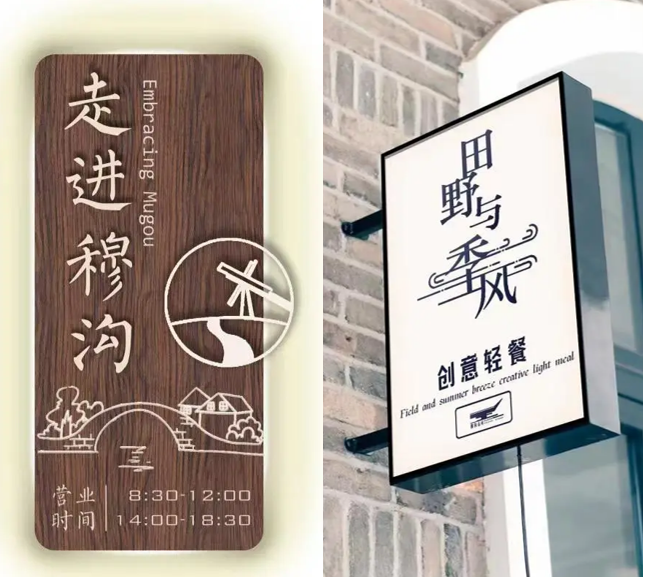 走进穆沟
Embracing Mugou
营业
时间
8:30-12:00
14:00-18:30
田
野与
季风
创意轻餐
Field and summer breeze creative light meal